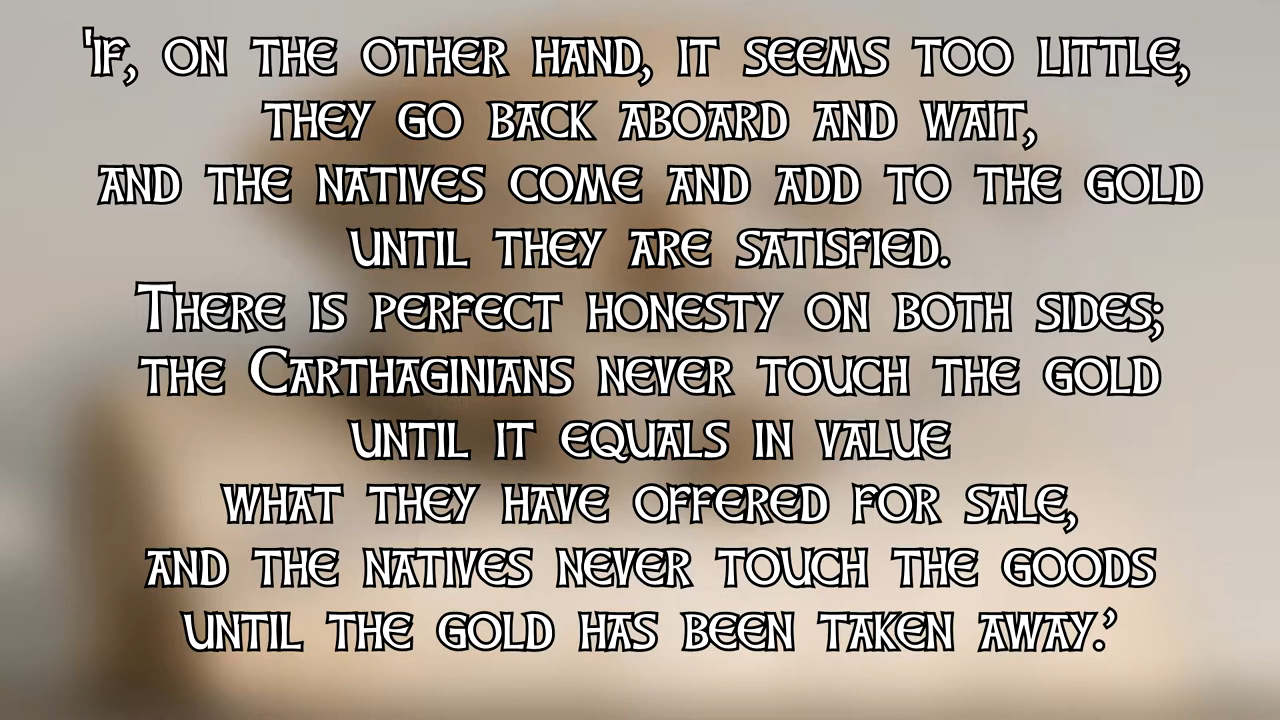 'If, on the other hand, it seems too little,
they go back aboard and wait,
and the natives come and add to the gold
until they are satisfied.
There is perfect honesty on both sides;
the Carthaginians never touch the gold
until it equals in value
what they have offered for sale,
and the natives never touch the goods
until the gold has been taken away.’